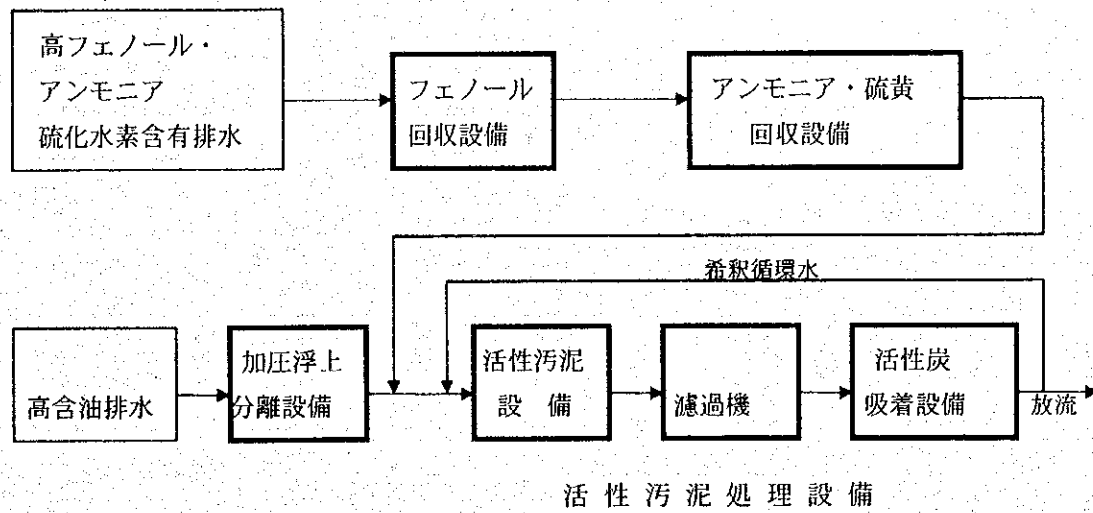 高フェノール・
アンモニア
硫化水素含有排水
フェノール
回収設備
アンモニア・硫黄
回収設備
希釈循環水
高含油排水
加圧浮上
分離設備
活性汚泥
設 備
濾過機
活性炭
吸着設備
放流
活性汚泥処理設備